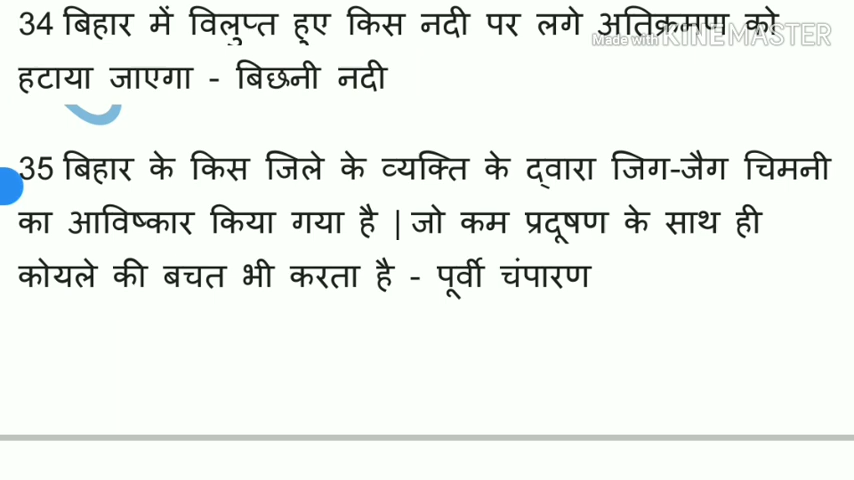 34 बिहार में विलुप्त हुए किस नदी पर लगे अतिक्रमण को
Made with KINEMASTER
हटाया जाएगा - बिछनी नदी
35 बिहार के किस जिले के व्यक्ति के द्वारा जिग-जैग चिमनी
का आविष्कार किया गया है | जो कम प्रदूषण के साथ ही
कोयले की बचत भी करता है - पूर्वी चंपारण